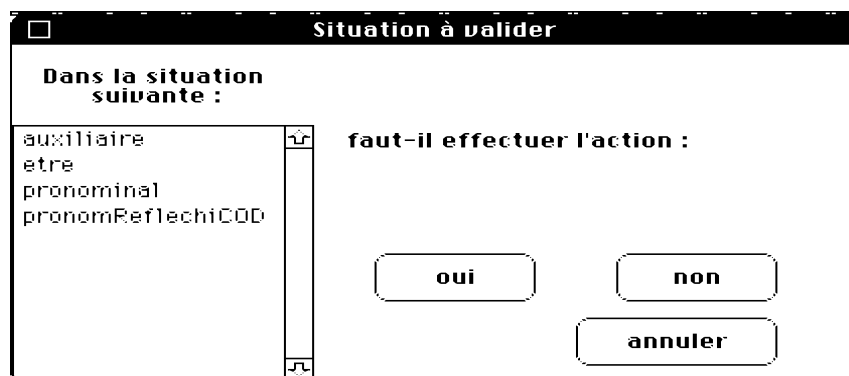 Situation à valider
Dans la situation
suivante :
auxiliaire
etre
pronominal
pronomReflechiCOD
faut-il effectuer l'action :
oui
non
annuler